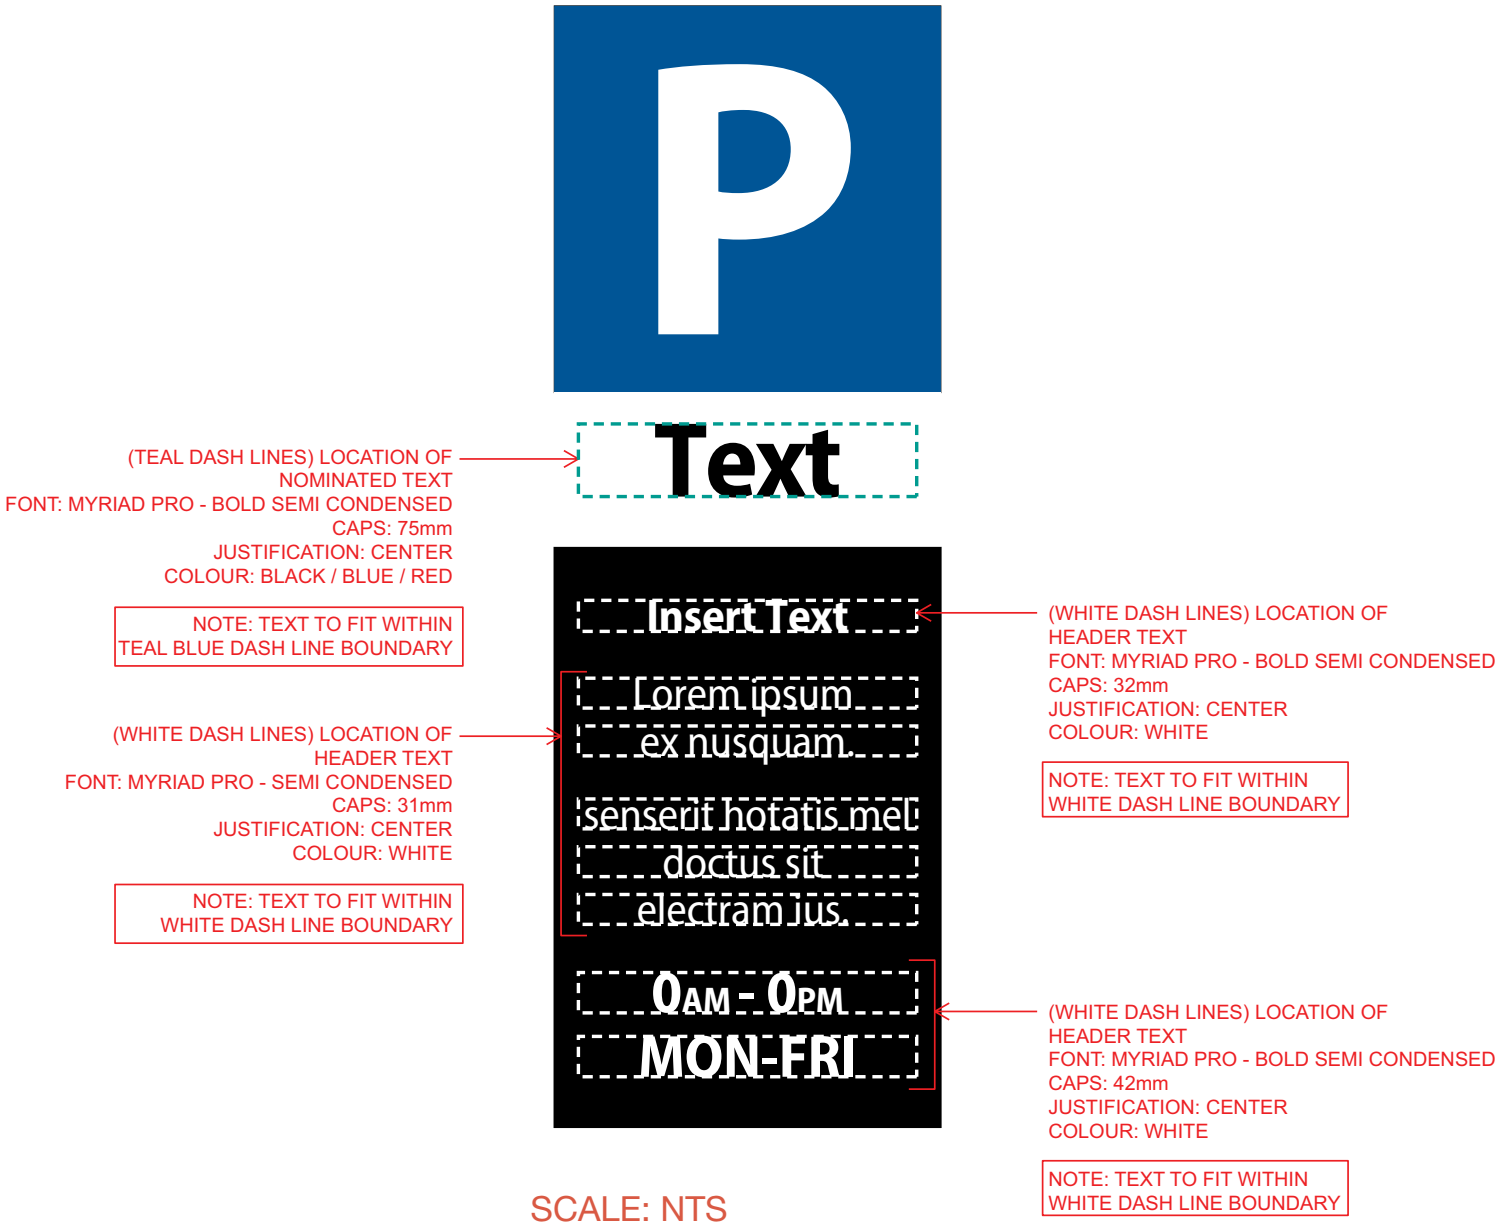 P
Text
(TEAL DASH LINES) LOCATION OF
NOMINATED TEXT
FONT: MYRIAD PRO - BOLD SEMI CONDENSED
CAPS: 75mm
JUSTIFICATION: CENTER
COLOUR: BLACK / BLUE / RED
NOTE: TEXT TO FIT WITHIN
TEAL BLUE DASH LINE BOUNDARY
Insert Text
(WHITE DASH LINES) LOCATION OF
HEADER TEXT
FONT: MYRIAD PRO - BOLD SEMI CONDENSED
CAPS: 32mm
JUSTIFICATION: CENTER
COLOUR: WHITE
NOTE: TEXT TO FIT WITHIN
WHITE DASH LINE BOUNDARY
Lorem ipsum
ex nusquam.
senserit hotatis mel
doctus sit
electram ius.
(WHITE DASH LINES) LOCATION OF
HEADER TEXT
FONT: MYRIAD PRO - SEMI CONDENSED
CAPS: 31mm
JUSTIFICATION: CENTER
COLOUR: WHITE
NOTE: TEXT TO FIT WITHIN
WHITE DASH LINE BOUNDARY
0AM - 0PM
MON-FRI
(WHITE DASH LINES) LOCATION OF
HEADER TEXT
FONT: MYRIAD PRO - BOLD SEMI CONDENSED
CAPS: 42mm
JUSTIFICATION: CENTER
COLOUR: WHITE
NOTE: TEXT TO FIT WITHIN
WHITE DASH LINE BOUNDARY
SCALE: NTS